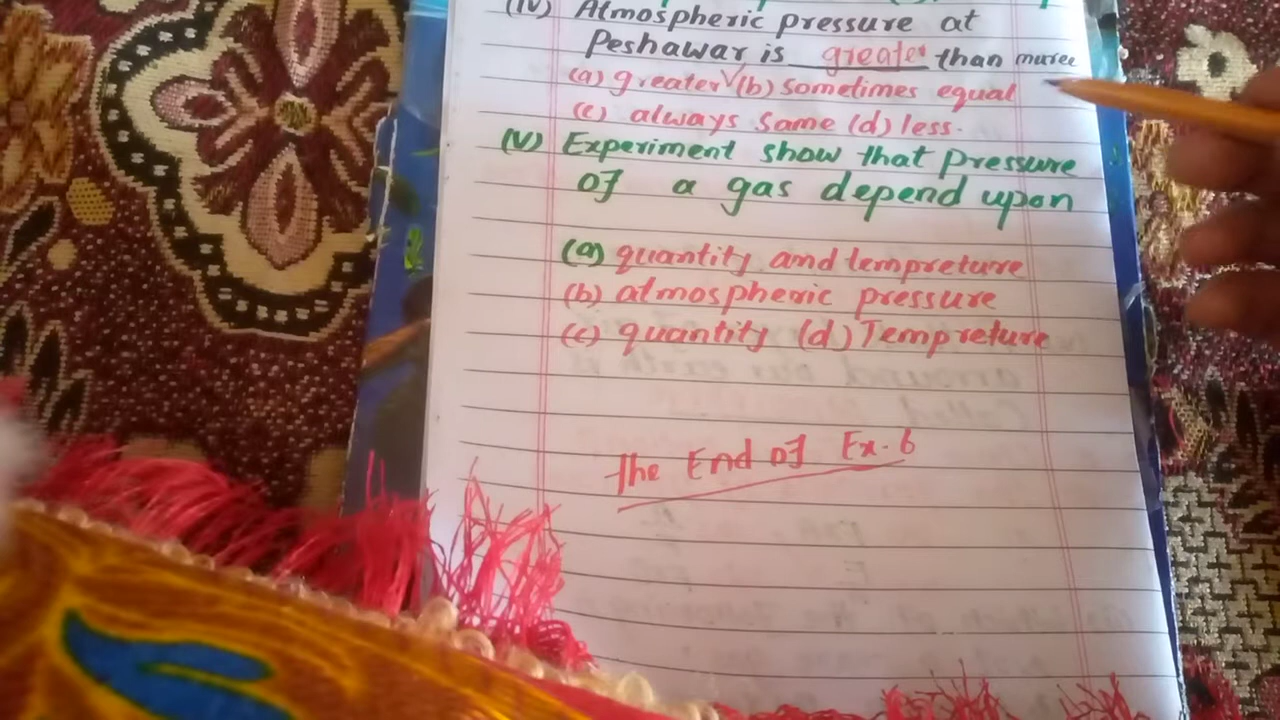 (iv) Atmospheric pressure at
Peshawar is greater than muree
(a) greater ✓ (b) sometimes equal
(c) always same (d) less.
(v) Experiment show that pressure
of a gas depend upon
(a) quantity and tempreture
(b) atmospheric pressure
(c) quantity (d) Tempreture
the End of Ex-6